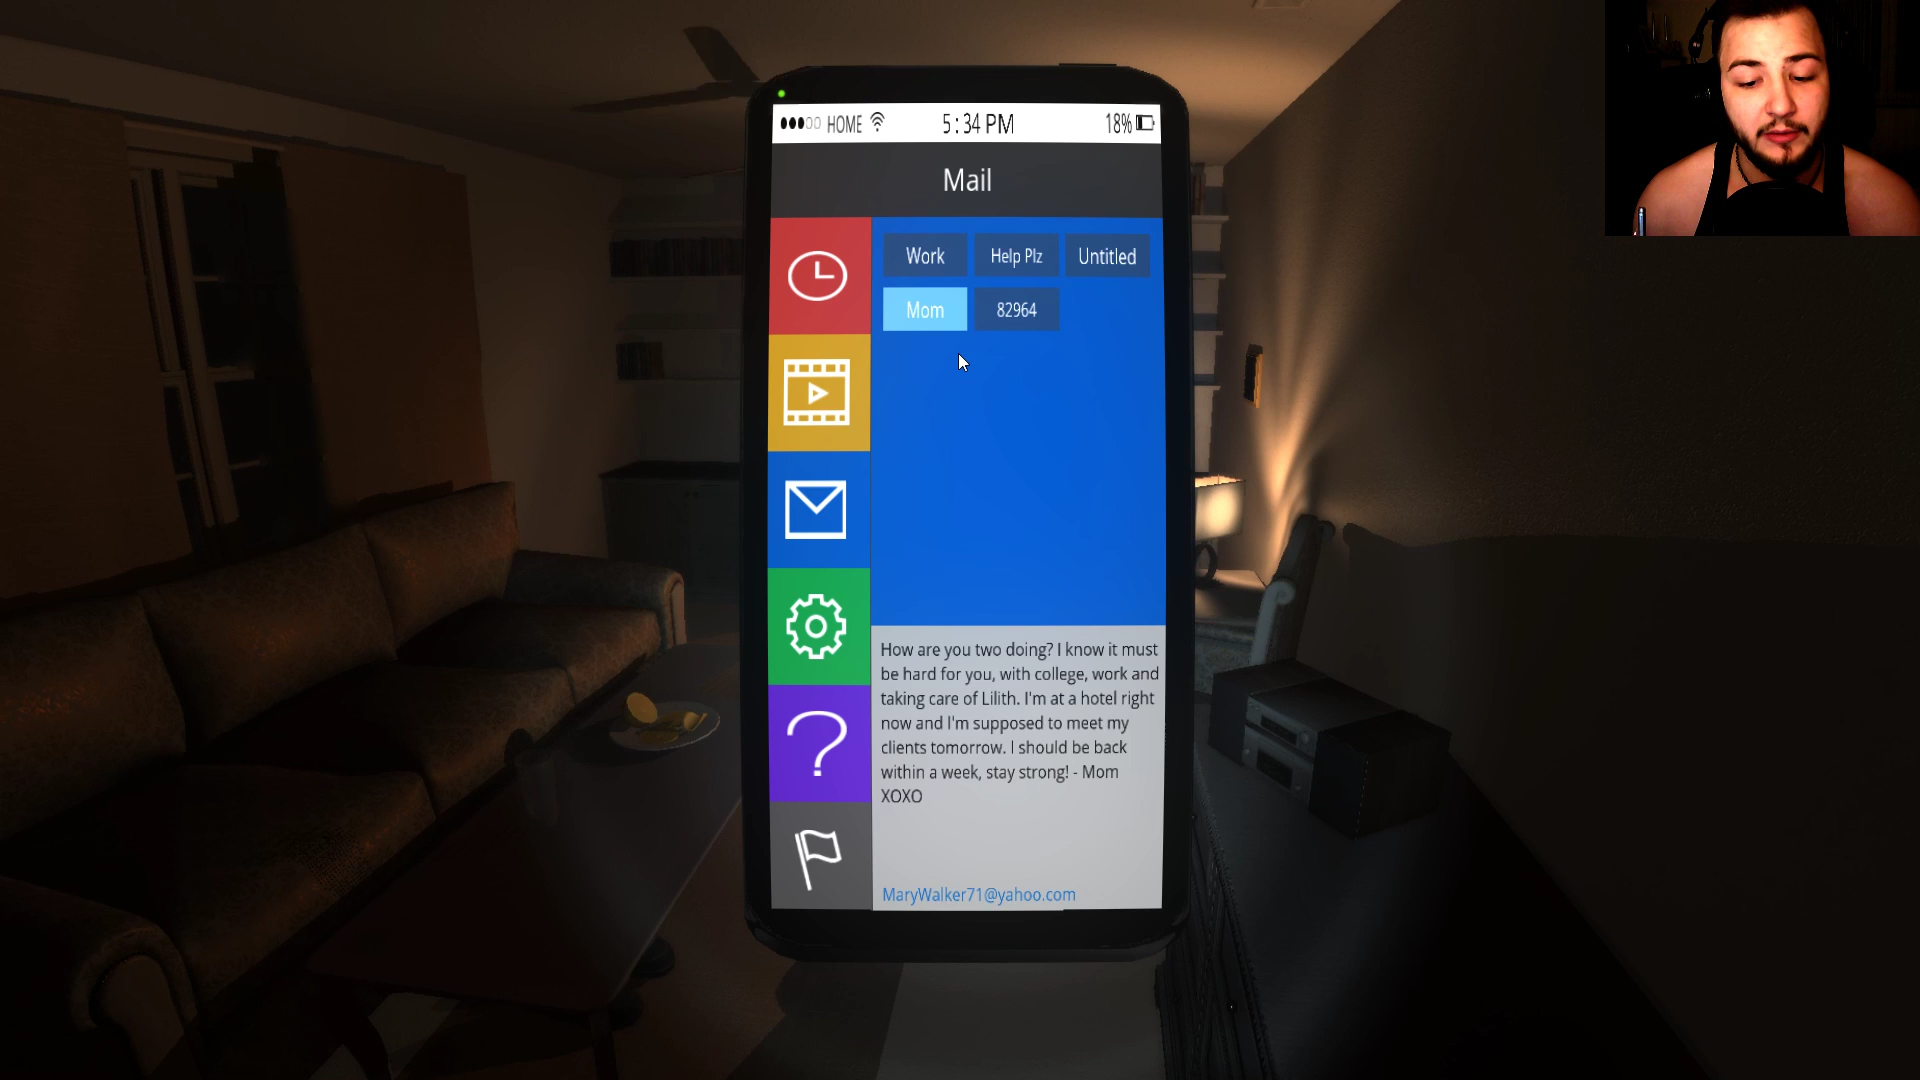 HOME 5:34 PM 18%
Mail
Work Help Plz Untitled
Mom 82964
How are you two doing? I know it must
be hard for you, with college, work and
taking care of Lilith. I'm at a hotel right
now and I'm supposed to meet my
clients tomorrow. I should be back
within a week, stay strong! - Mom
XOXO
MaryWalker71@yahoo.com